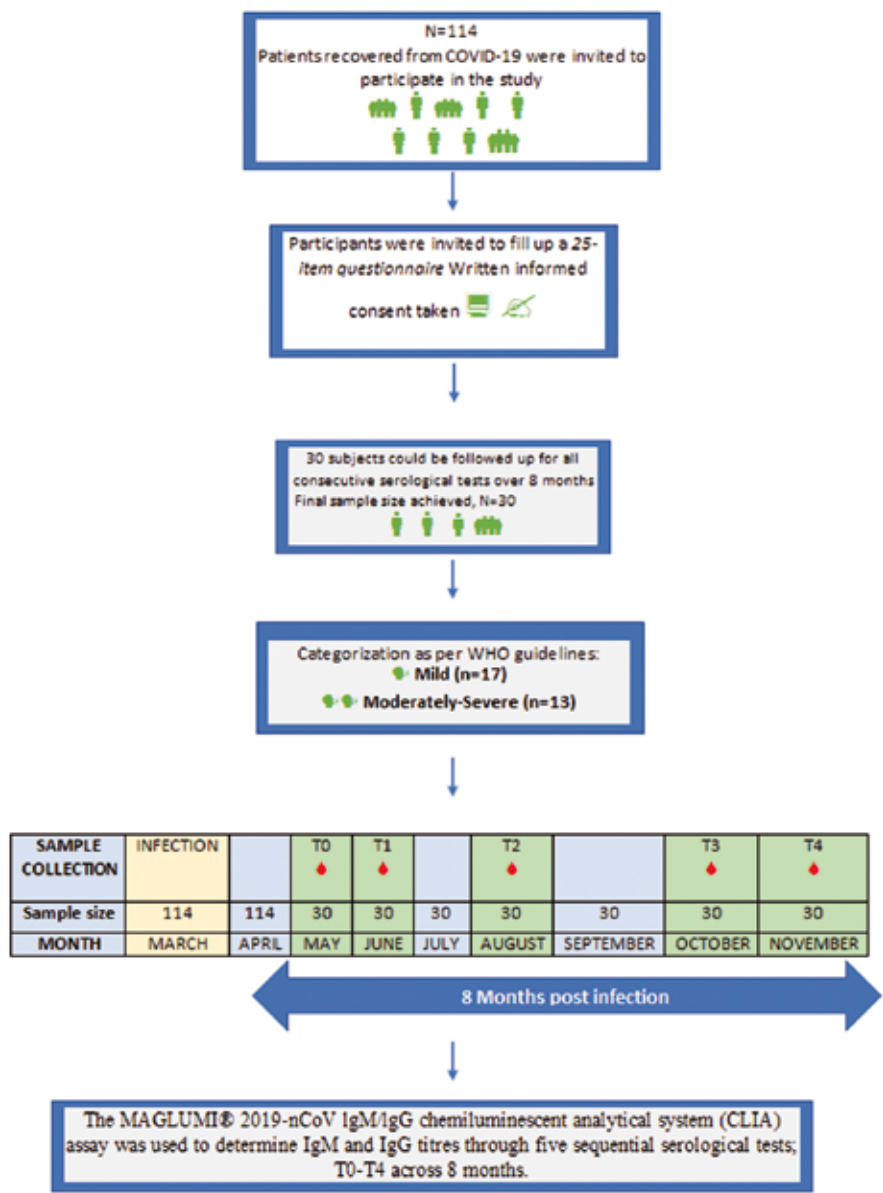 N=114
Patients recovered from COVID-19 were invited to
participate in the study
Participants were invited to fill up a 25-
item questionnaire Written informed
consent taken
30 subjects could be followed up for all
consecutive serological tests over 8 months
Final sample size achieved, N=30
Categorization as per WHO guidelines:
Mild (n=17)
Moderately-Severe (n=13)
SAMPLE COLLECTION INFECTION T0 T1 T2 T3 T4
Sample size 114 114 30 30 30 30 30 30 30
MONTH MARCH APRIL MAY JUNE JULY AUGUST SEPTEMBER OCTOBER NOVEMBER
8 Months post infection
The MAGLUMI® 2019-nCoV lgM/lgG chemiluminescent analytical system (CLIA)
assay was used to determine IgM and IgG titres through five sequential serological tests;
T0-T4 across 8 months.